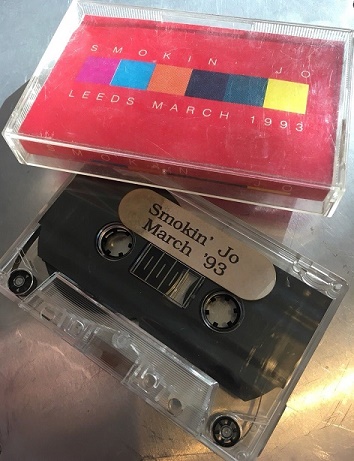 SMOKIN JO
LEEDS MARCH 1993
Smokin' Jo
March '93